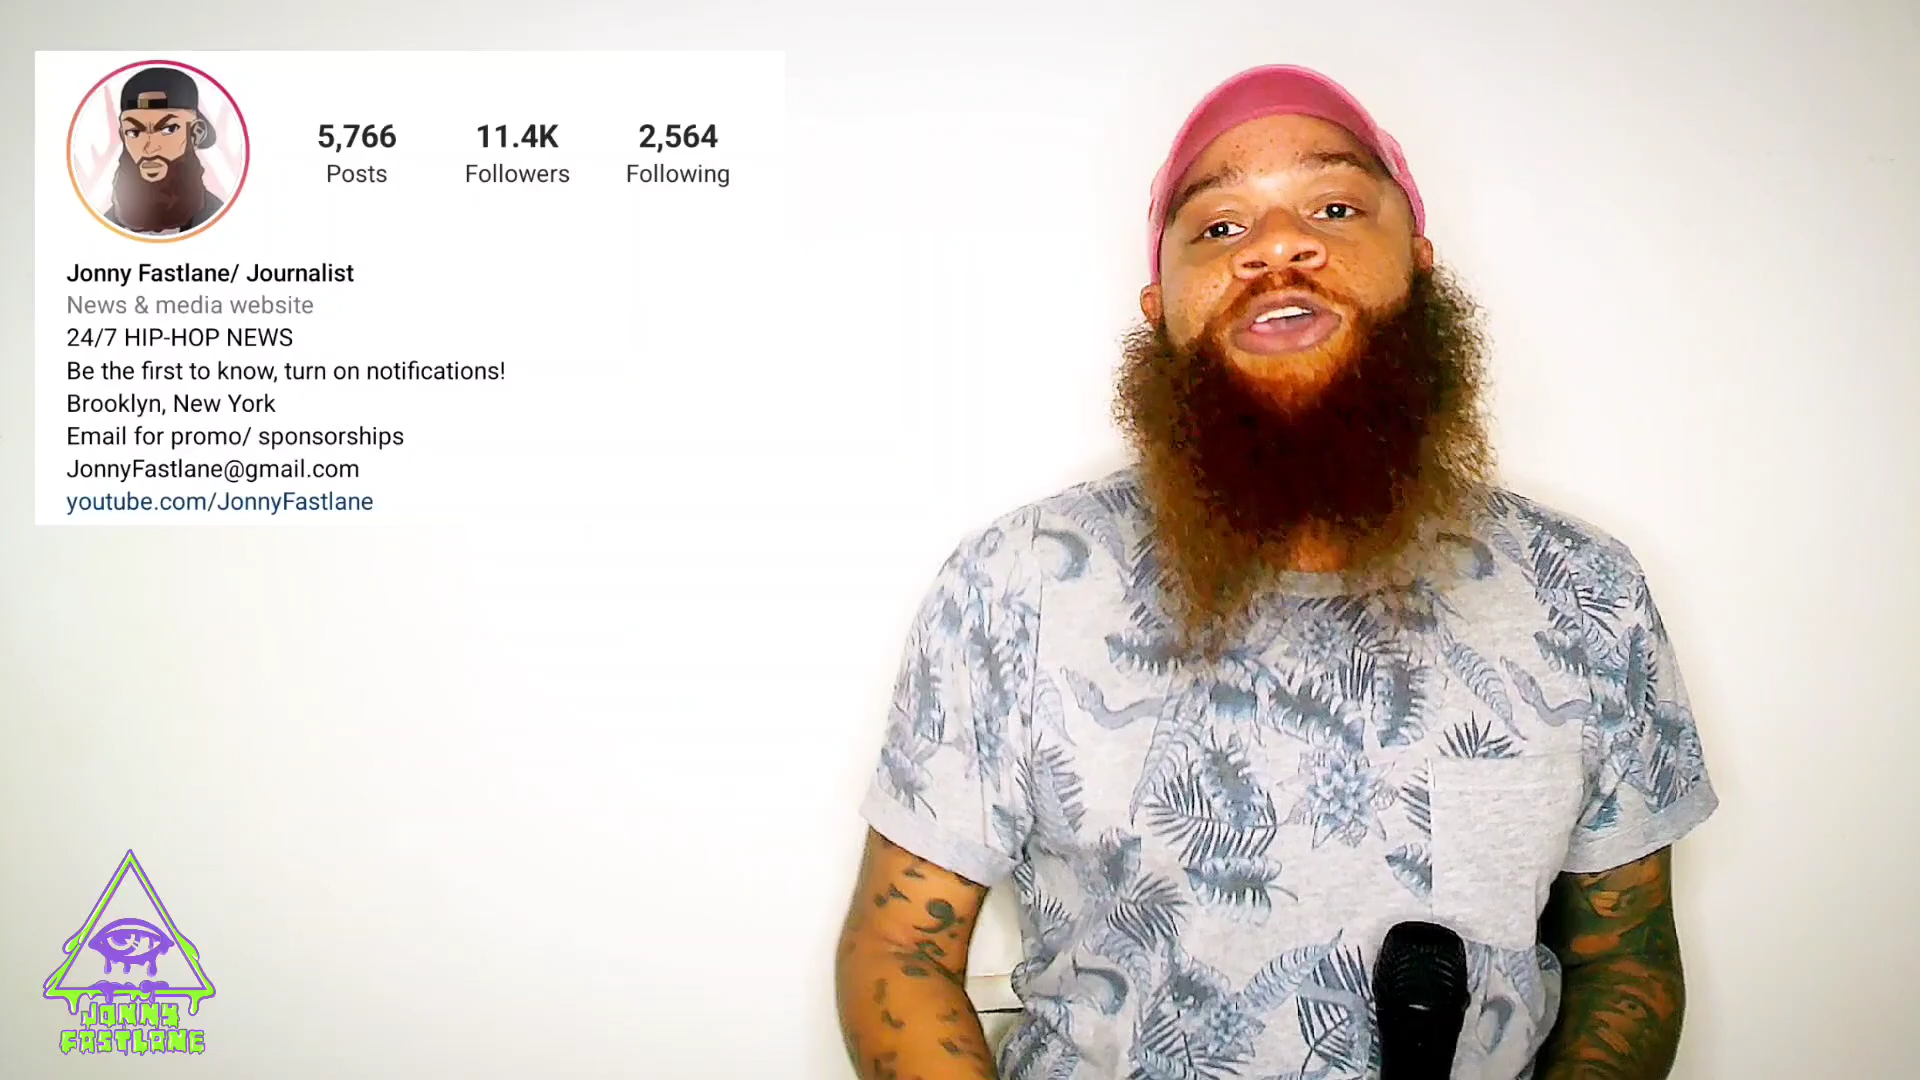 5,766 11.4K 2,564
Posts Followers Following
Jonny Fastlane/ Journalist
News & media website
24/7 HIP-HOP NEWS
Be the first to know, turn on notifications!
Brooklyn, New York
Email for promo/ sponsorships
JonnyFastlane@gmail.com
youtube.com/JonnyFastlane
JONNY
FASTLANE